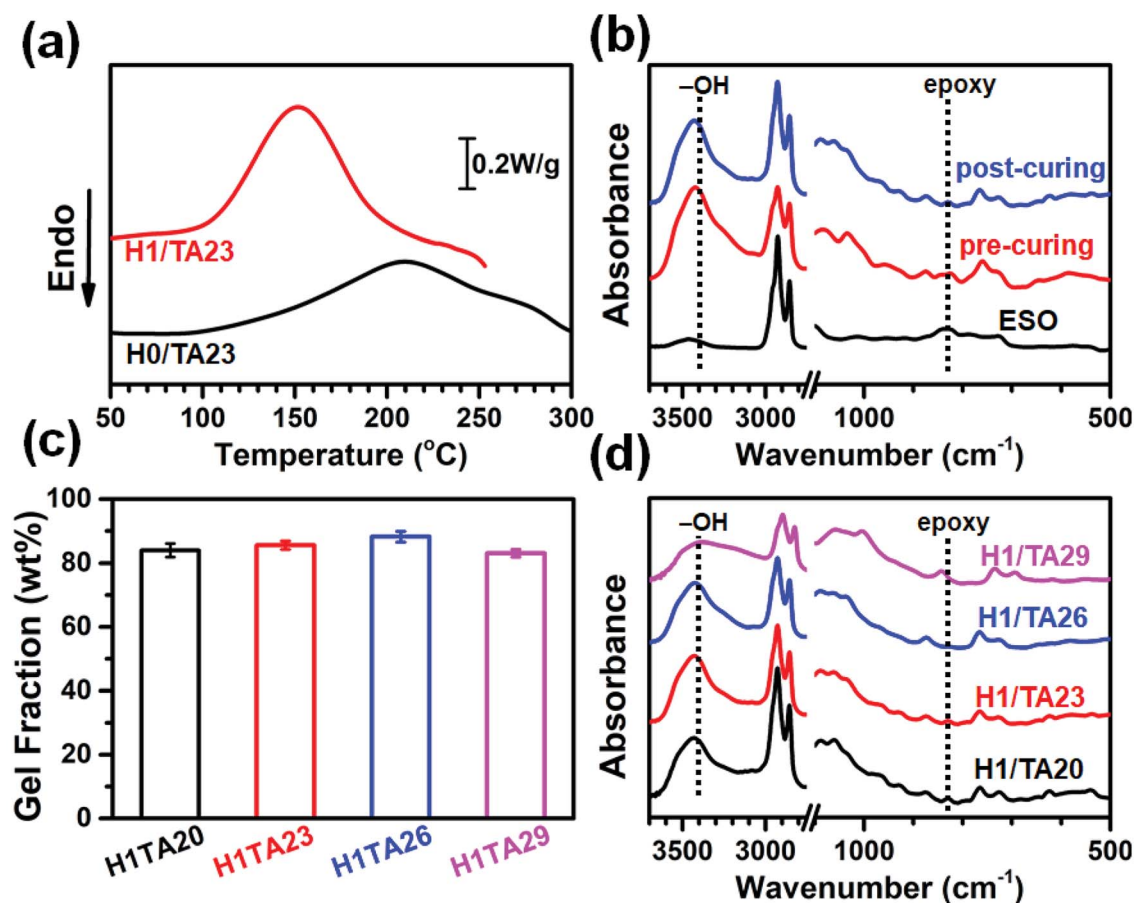 (a)
0.2W/g
H1/TA23
H0/TA23
Endo
50 100 150 200 250 300
Temperature (°C)
(b)
–OH
epoxy
post-curing
pre-curing
ESO
Absorbance
3500 3000 1000 500
Wavenumber (cm⁻¹)
(c)
100
80
60
40
20
0
Gel Fraction (wt%)
H1TA20 H1TA23 H1TA26 H1TA29
(d)
–OH
epoxy
H1/TA29
H1/TA26
H1/TA23
H1/TA20
Absorbance
3500 3000 1000 500
Wavenumber (cm⁻¹)